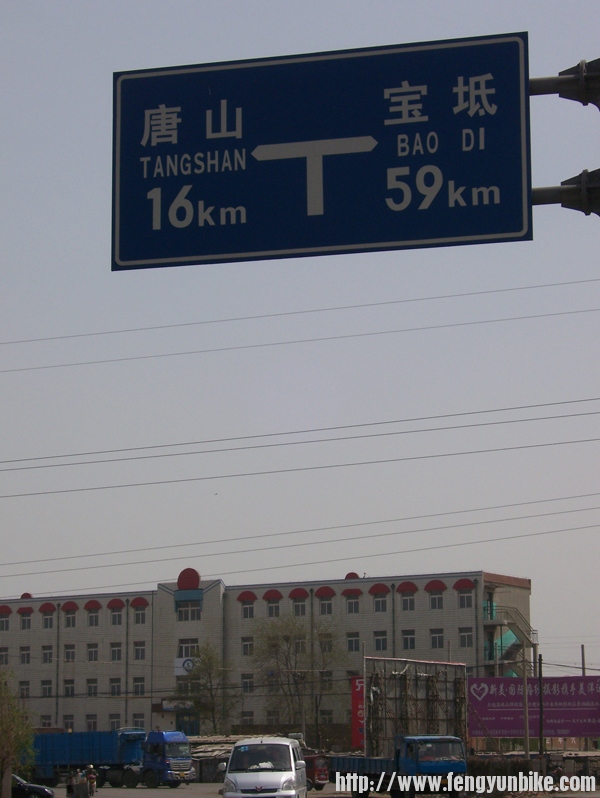 唐山 宝坻
TANGSHAN BAO DI
16km 59km
http://www.fengyunbike.com